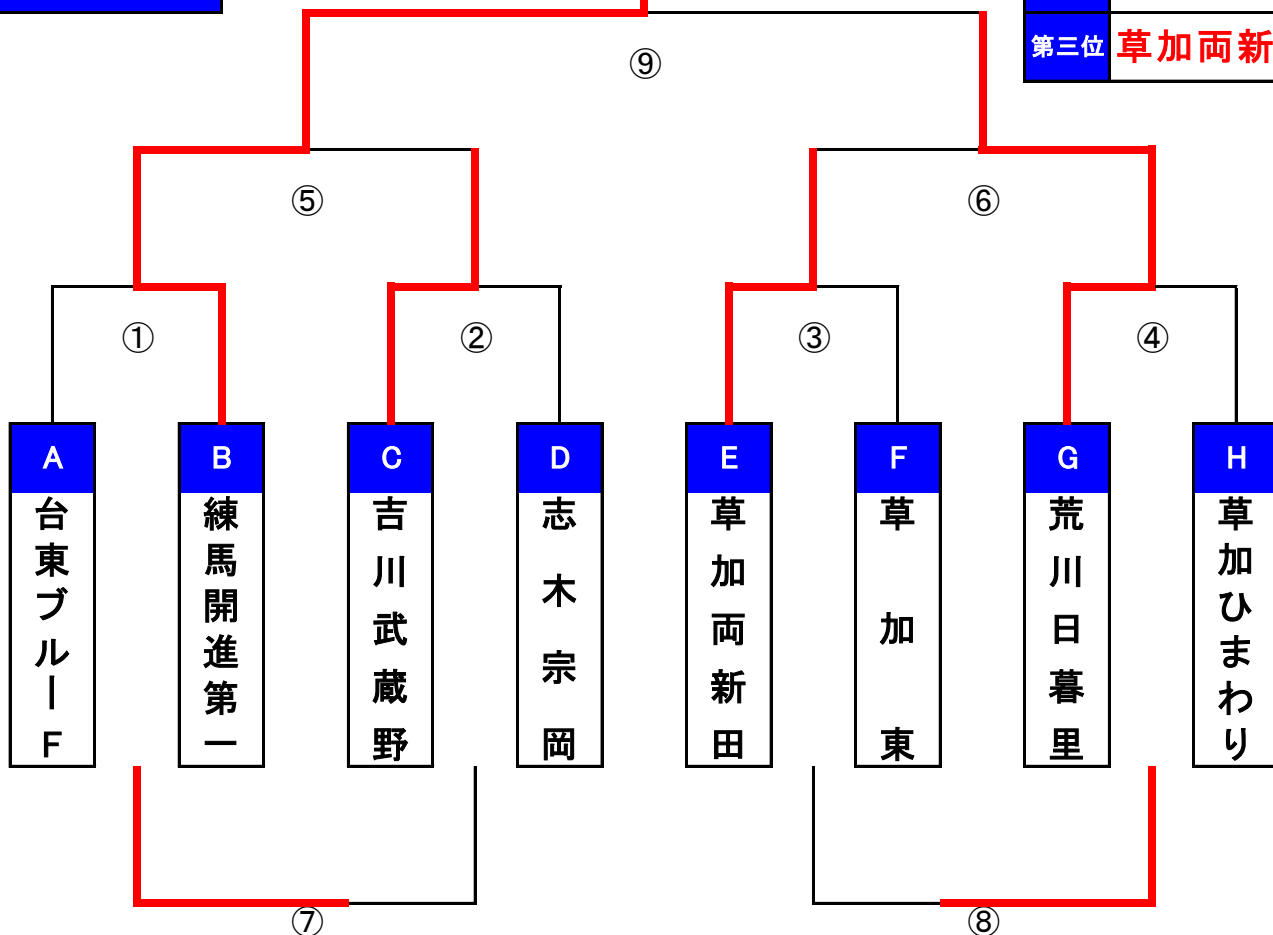 第三位 草加両新
⑨
⑤ ⑥
① ② ③ ④
A B C D E F G H
台東ブルーF
練馬開進第一
吉川武蔵野
志木宗岡
草加両新田
草加東
荒川日暮里
草加ひまわり
⑦ ⑧